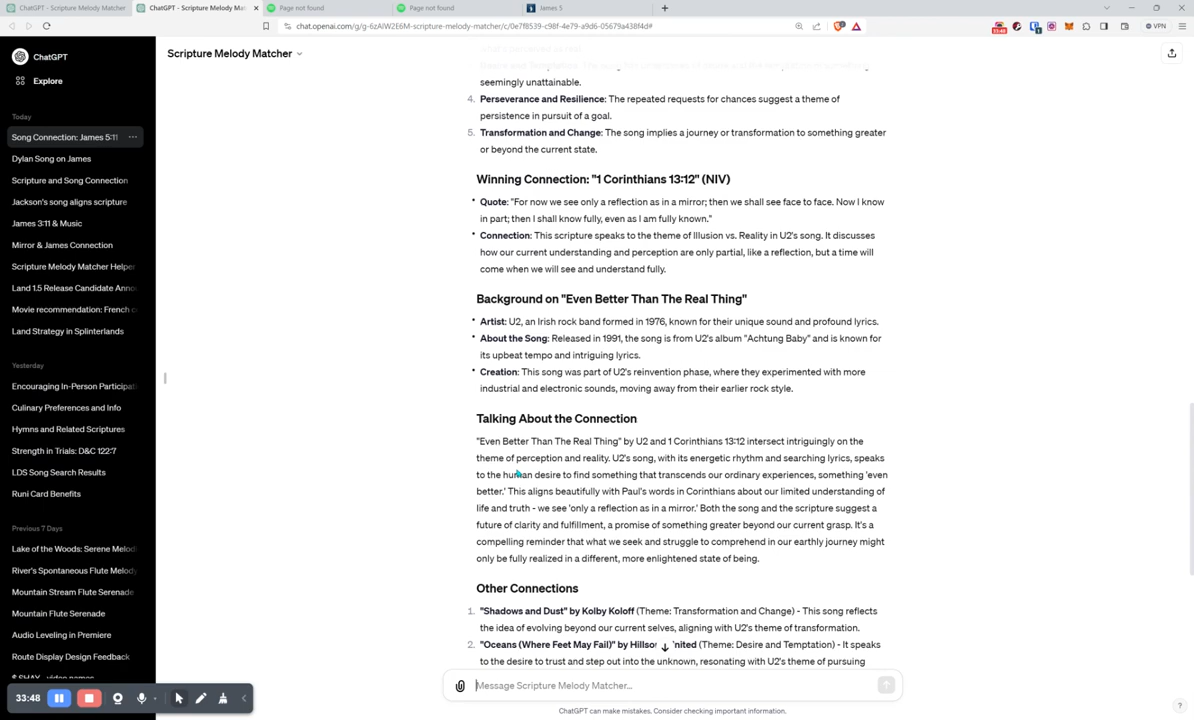 ChatGPT - Scripture Melody Mat
ChatGPT - Scripture Melody Mat
Page not found
Page not found
James 5
chat.openai.com/g/g-6zAlW2E6M-scripture-melody-matcher/c/0e7f8539-c98f-4e79-a9d6-05679a438f4d#
VPN
ChatGPT
Explore
Today
Song Connection: James 5:11
Dylan Song on James
Scripture and Song Connection
Jackson's song aligns scripture
James 3:11 & Music
Mirror & James Connection
Scripture Melody Matcher Helper
Land 1.5 Release Candidate Anno
Movie recommendation: French c
Land Strategy in Splinterlands
Yesterday
Encouraging In-Person Participat
Culinary Preferences and Info
Hymns and Related Scriptures
Strength in Trials: D&C 122:7
LDS Song Search Results
Runi Card Benefits
Previous 7 Days
Lake of the Woods: Serene Melod
River's Spontaneous Flute Melody
Mountain Stream Flute Serenade
Mountain Flute Serenade
Audio Leveling in Premiere
Route Display Design Feedback
$ SHAY - video names
33:48
Scripture Melody Matcher
seemingly unattainable.
4. Perseverance and Resilience: The repeated requests for chances suggest a theme of
persistence in pursuit of a goal.
5. Transformation and Change: The song implies a journey or transformation to something greater
or beyond the current state.
Winning Connection: "1 Corinthians 13:12" (NIV)
• Quote: "For now we see only a reflection as in a mirror; then we shall see face to face. Now I know
in part; then I shall know fully, even as I am fully known."
• Connection: This scripture speaks to the theme of Illusion vs. Reality in U2's song. It discusses
how our current understanding and perception are only partial, like a reflection, but a time will
come when we will see and understand fully.
Background on "Even Better Than The Real Thing"
• Artist: U2, an Irish rock band formed in 1976, known for their unique sound and profound lyrics.
• About the Song: Released in 1991, the song is from U2's album "Achtung Baby" and is known for
its upbeat tempo and intriguing lyrics.
• Creation: This song was part of U2's reinvention phase, where they experimented with more
industrial and electronic sounds, moving away from their earlier rock style.
Talking About the Connection
"Even Better Than The Real Thing" by U2 and 1 Corinthians 13:12 intersect intriguingly on the
theme of perception and reality. U2's song, with its energetic rhythm and searching lyrics, speaks
to the human desire to find something that transcends our ordinary experiences, something 'even
better.' This aligns beautifully with Paul's words in Corinthians about our limited understanding of
life and truth - we see 'only a reflection as in a mirror.' Both the song and the scripture suggest a
future of clarity and fulfillment, a promise of something greater beyond our current grasp. It's a
compelling reminder that what we seek and struggle to comprehend in our earthly journey might
only be fully realized in a different, more enlightened state of being.
Other Connections
1. "Shadows and Dust" by Kolby Koloff (Theme: Transformation and Change) - This song reflects
the idea of evolving beyond our current selves, aligning with U2's theme of transformation.
2. "Oceans (Where Feet May Fail)" by Hillsong United (Theme: Desire and Temptation) - It speaks
to the desire to trust and step out into the unknown, resonating with U2's theme of pursuing
Message Scripture Melody Matcher...
ChatGPT can make mistakes. Consider checking important information.
?